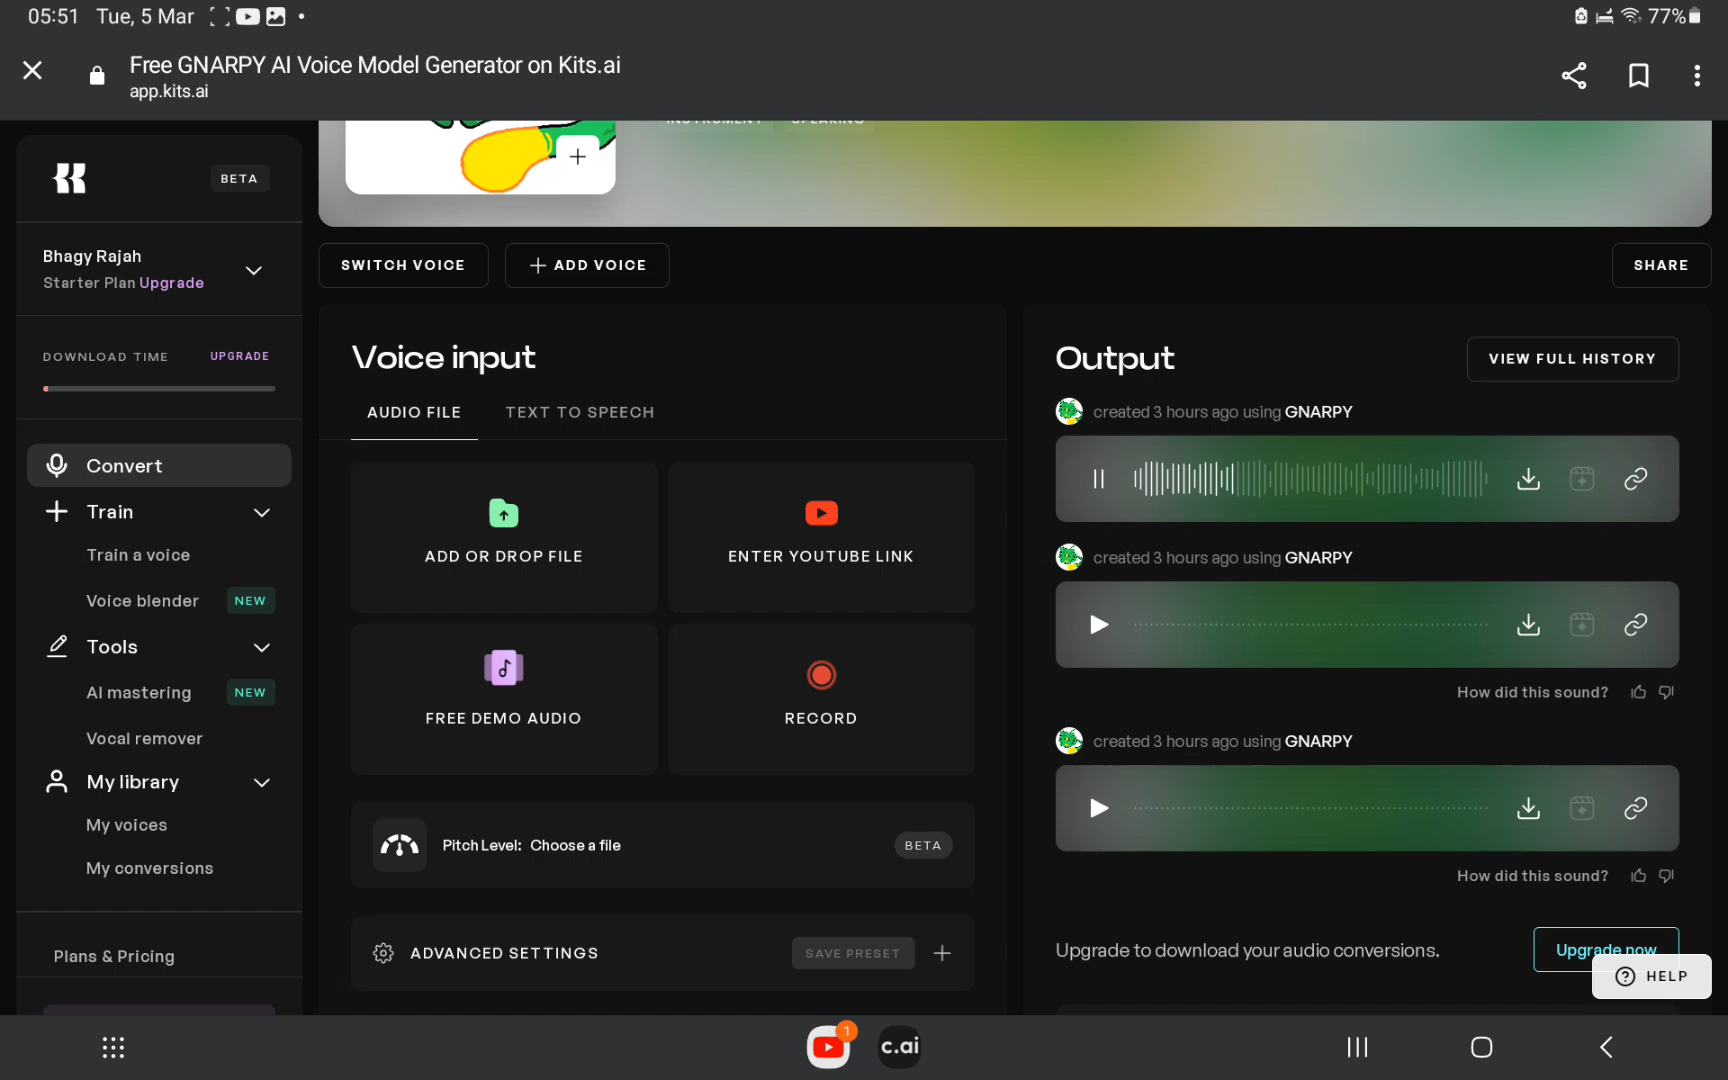 05:51 Tue, 5 Mar
77%
Free GNARPY AI Voice Model Generator on Kits.ai
app.kits.ai
INSTRUMENT SPEAKING
BETA
Bhagy Rajah
Starter Plan Upgrade
DOWNLOAD TIME UPGRADE
Convert
Train
Train a voice
Voice blender NEW
Tools
AI mastering NEW
Vocal remover
My library
My voices
My conversions
Plans & Pricing
SWITCH VOICE
ADD VOICE
SHARE
Voice input
AUDIO FILE TEXT TO SPEECH
ADD OR DROP FILE
ENTER YOUTUBE LINK
FREE DEMO AUDIO
RECORD
Pitch Level: Choose a file
BETA
ADVANCED SETTINGS
SAVE PRESET
Output
VIEW FULL HISTORY
created 3 hours ago using GNARPY
created 3 hours ago using GNARPY
How did this sound?
created 3 hours ago using GNARPY
How did this sound?
Upgrade to download your audio conversions.
Upgrade now
HELP
1
c.ai